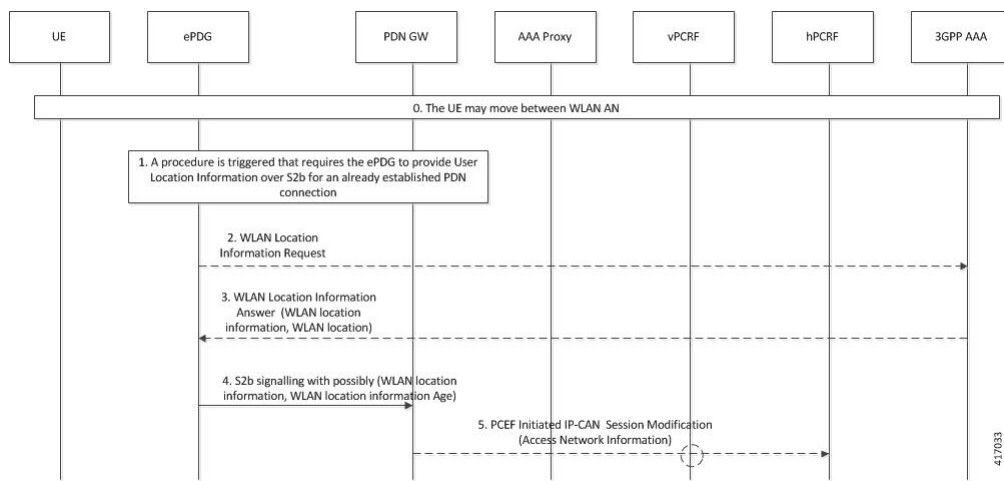 UE
ePDG
PDN GW
AAA Proxy
vPCRF
hPCRF
3GPP AAA
0. The UE may move between WLAN AN
1. A procedure is triggered that requires the ePDG to provide User
Location Information over S2b for an already established PDN
connection
2. WLAN Location
Information Request
3. WLAN Location Information
Answer (WLAN location
information, WLAN location)
4. S2b signalling with possibly (WLAN location
information, WLAN location information Age)
5. PCEF Initiated IP-CAN Session Modification
(Access Network Information)
417033